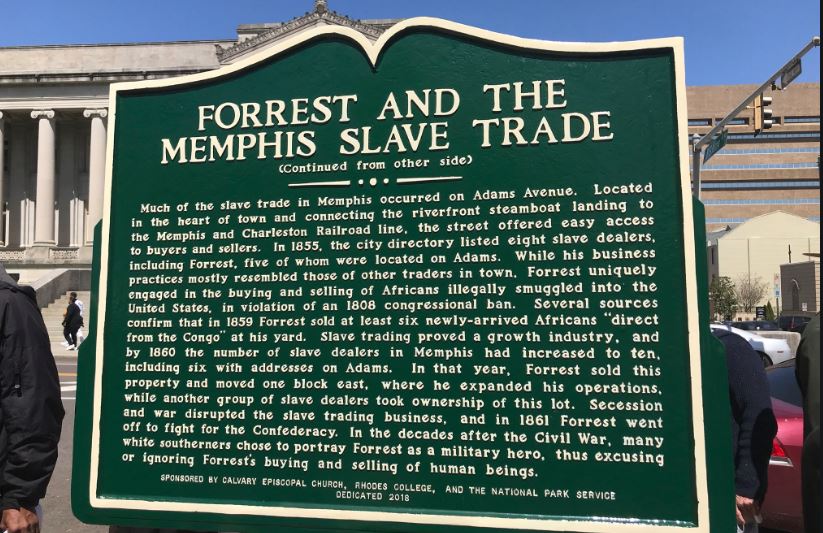 FORREST AND THE
MEMPHIS SLAVE TRADE
(Continued from other side)
Much of the slave trade in Memphis occurred on Adams Avenue. Located
in the heart of town and connecting the riverfront steamboat landing to
the Memphis and Charleston Railroad line, the street offered easy access
to buyers and sellers. In 1855, the city directory listed eight slave dealers,
including Forrest, five of whom were located on Adams. While his business
practices mostly resembled those of other traders in town, Forrest uniquely
engaged in the buying and selling of Africans illegally smuggled into the
United States, in violation of an 1808 congressional ban. Several sources
confirm that in 1859 Forrest sold at least six newly-arrived Africans "direct
from the Congo" at his yard. Slave trading proved a growth industry, and
by 1860 the number of slave dealers in Memphis had increased to ten,
including six with addresses on Adams. In that year, Forrest sold this
property and moved one block east, where he expanded his operations,
while another group of slave dealers took ownership of this lot. Secession
and war disrupted the slave trading business, and in 1861 Forrest went
off to fight for the Confederacy. In the decades after the Civil War, many
white southerners chose to portray Forrest as a military hero, thus excusing
or ignoring Forrest's buying and selling of human beings.
SPONSORED BY CALVARY EPISCOPAL CHURCH, RHODES COLLEGE, AND THE NATIONAL PARK SERVICE
DEDICATED 2018